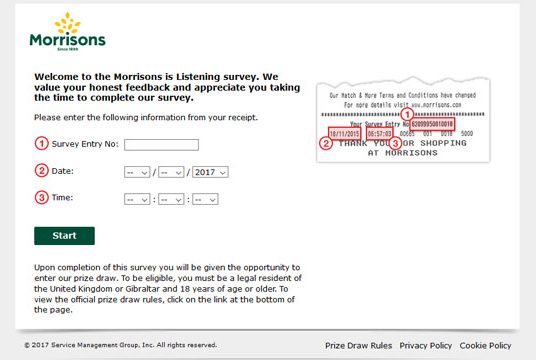 Morrisons
Since 1899
Welcome to the Morrisons is Listening survey. We
value your honest feedback and appreciate you taking
the time to complete our survey.
Please enter the following information from your receipt.
1 Survey Entry No:
2 Date: -- / -- / 2017
3 Time: -- : -- : --
Start
Upon completion of this survey you will be given the opportunity to
enter our prize draw. To be eligible, you must be a legal resident of
the United Kingdom or Gibraltar and 18 years of age or older. To
view the official prize draw rules, click on the link at the bottom of
the page.
Our Match & More Terms and Conditions have changed
For more details visit www.morrisons.com
1
Your Survey Entry No
18/11/2015 06:57:03 001 0010 5000
2 3
THANK YOU FOR SHOPPING
AT MORRISONS
© 2017 Service Management Group, Inc. All rights reserved.
Prize Draw Rules Privacy Policy Cookie Policy